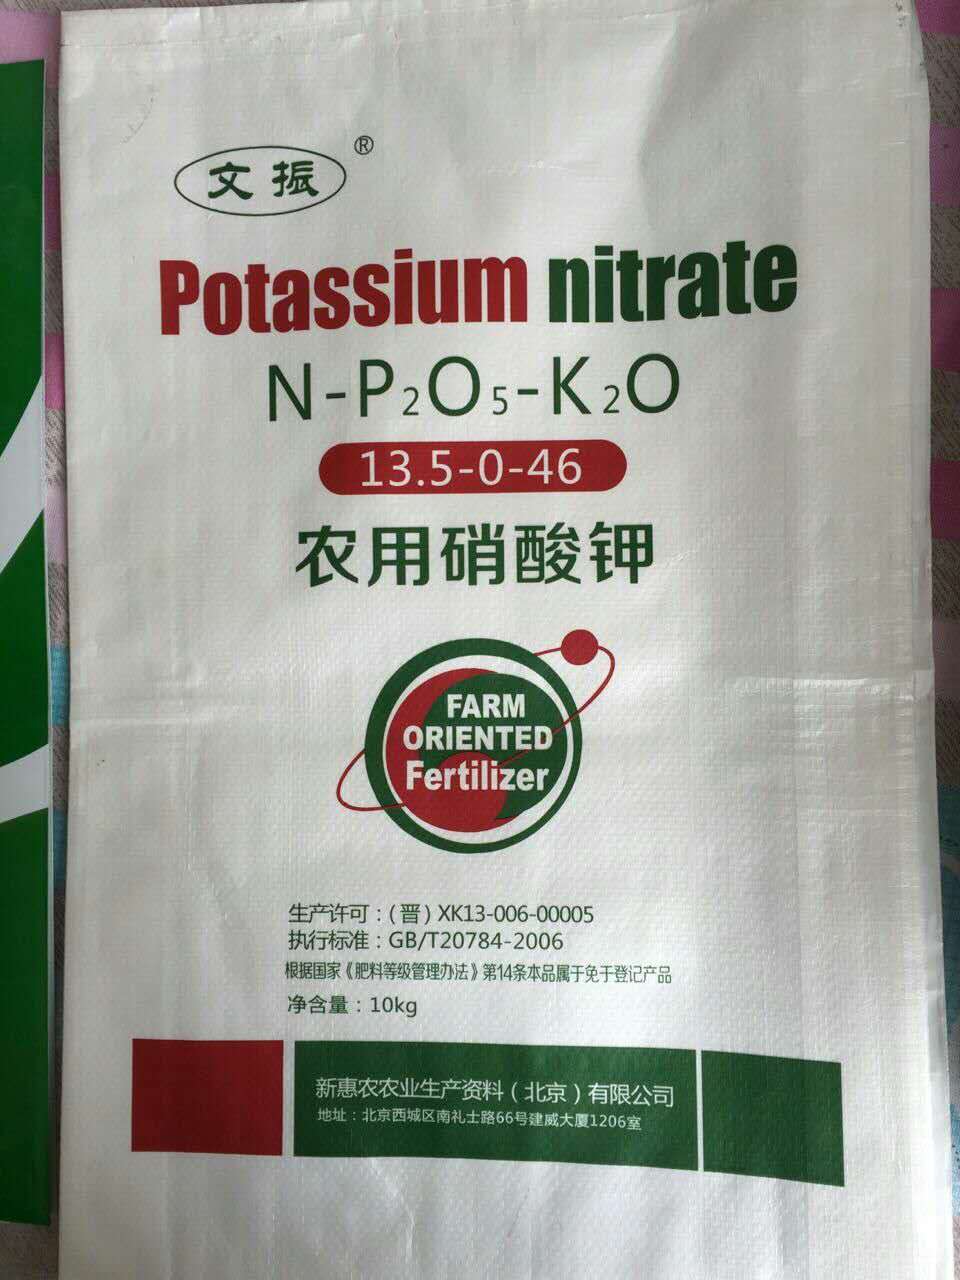 文振®
Potassium nitrate
N-P₂O₅-K₂O
13.5-0-46
农用硝酸钾
FARM
ORIENTED
Fertilizer
生产许可：(晋) XK13-006-00005
执行标准：GB/T20784-2006
根据国家《肥料等级管理办法》第14条本品属于免于登记产品
净含量：10kg
新惠农农业生产资料（北京）有限公司
地址：北京西城区南礼士路66号建威大厦1206室